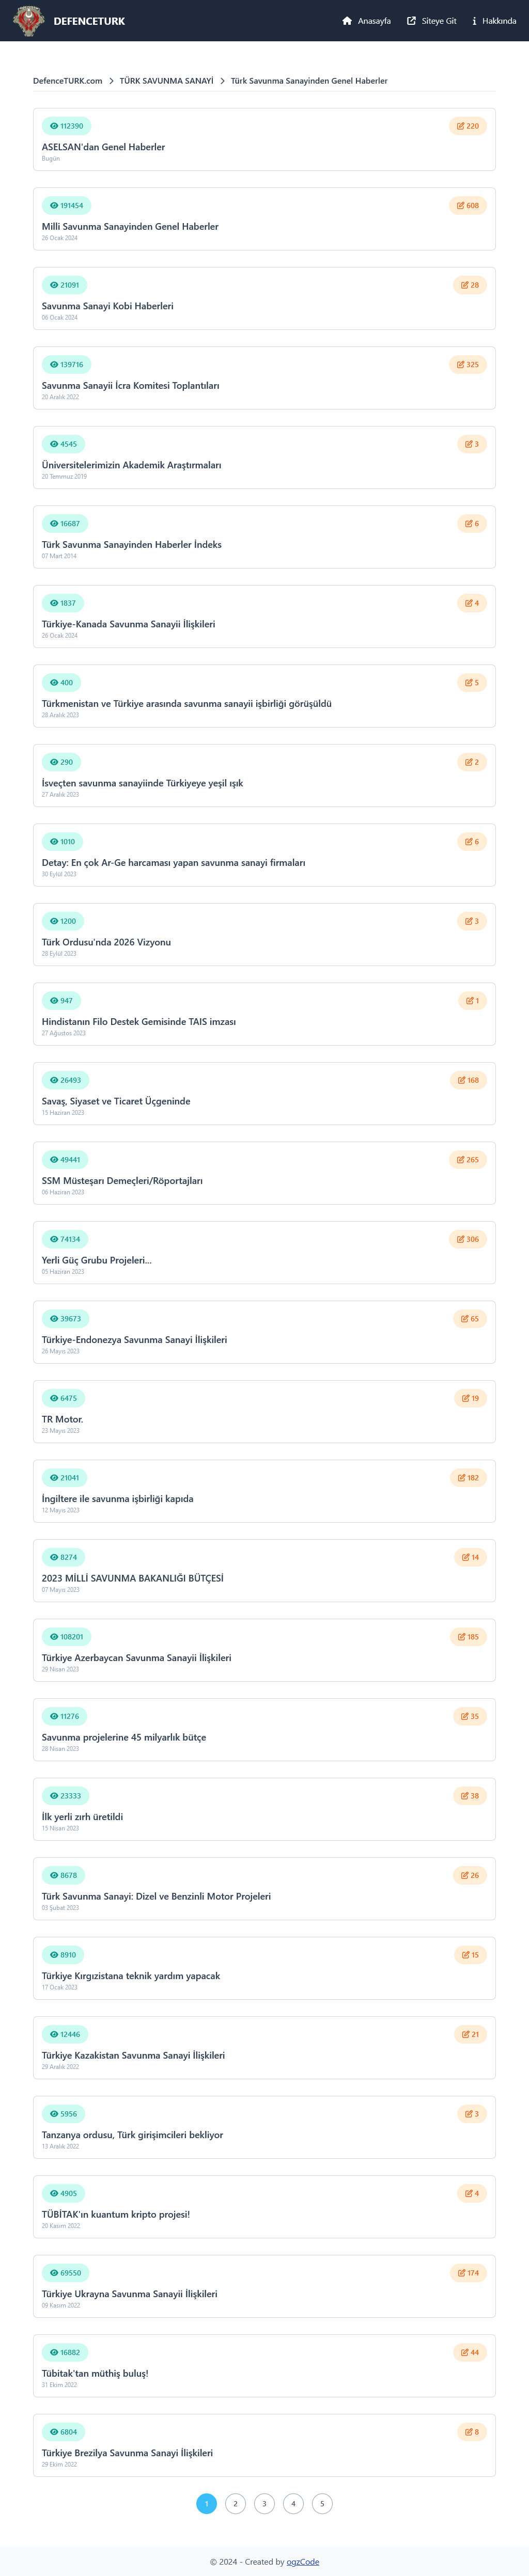 DEFENCETURK
Anasayfa
Siteye Git
Hakkında
DefenceTURK.com > TÜRK SAVUNMA SANAYİ > Türk Savunma Sanayinden Genel Haberler
112390 220
ASELSAN'dan Genel Haberler
Bugün
191454 608
Milli Savunma Sanayinden Genel Haberler
26 Ocak 2024
21091 28
Savunma Sanayi Kobi Haberleri
06 Ocak 2024
139716 325
Savunma Sanayii İcra Komitesi Toplantıları
20 Aralık 2022
4545 3
Üniversitelerimizin Akademik Araştırmaları
20 Temmuz 2019
16687 6
Türk Savunma Sanayinden Haberler İndeks
07 Mart 2014
1837 4
Türkiye-Kanada Savunma Sanayii İlişkileri
26 Ocak 2024
400 5
Türkmenistan ve Türkiye arasında savunma sanayii işbirliği görüşüldü
28 Aralık 2023
290 2
İsveçten savunma sanayiinde Türkiyeye yeşil ışık
27 Aralık 2023
1010 6
Detay: En çok Ar-Ge harcaması yapan savunma sanayi firmaları
30 Eylül 2023
1200 3
Türk Ordusu'nda 2026 Vizyonu
28 Eylül 2023
947 1
Hindistanın Filo Destek Gemisinde TAIS imzası
27 Ağustos 2023
26493 168
Savaş, Siyaset ve Ticaret Üçgeninde
15 Haziran 2023
49441 265
SSM Müsteşarı Demeçleri/Röportajları
06 Haziran 2023
74134 306
Yerli Güç Grubu Projeleri...
05 Haziran 2023
39673 65
Türkiye-Endonezya Savunma Sanayi İlişkileri
26 Mayıs 2023
6475 19
TR Motor.
23 Mayıs 2023
21041 182
İngiltere ile savunma işbirliği kapıda
12 Mayıs 2023
8274 14
2023 MİLLİ SAVUNMA BAKANLIĞI BÜTÇESİ
07 Mayıs 2023
108201 185
Türkiye Azerbaycan Savunma Sanayii İlişkileri
29 Nisan 2023
11276 35
Savunma projelerine 45 milyarlık bütçe
28 Nisan 2023
23333 38
İlk yerli zırh üretildi
15 Nisan 2023
8678 26
Türk Savunma Sanayi: Dizel ve Benzinli Motor Projeleri
03 Şubat 2023
8910 15
Türkiye Kırgızistana teknik yardım yapacak
17 Ocak 2023
12446 21
Türkiye Kazakistan Savunma Sanayi İlişkileri
29 Aralık 2022
5956 3
Tanzanya ordusu, Türk girişimcileri bekliyor
13 Aralık 2022
4905 4
TÜBİTAK'ın kuantum kripto projesi!
20 Kasım 2022
69550 174
Türkiye Ukrayna Savunma Sanayii İlişkileri
09 Kasım 2022
16882 44
Tübitak'tan müthiş buluş!
31 Ekim 2022
6804 8
Türkiye Brezilya Savunma Sanayi İlişkileri
29 Ekim 2022
1 2 3 4 5
© 2024 - Created by ogzCode